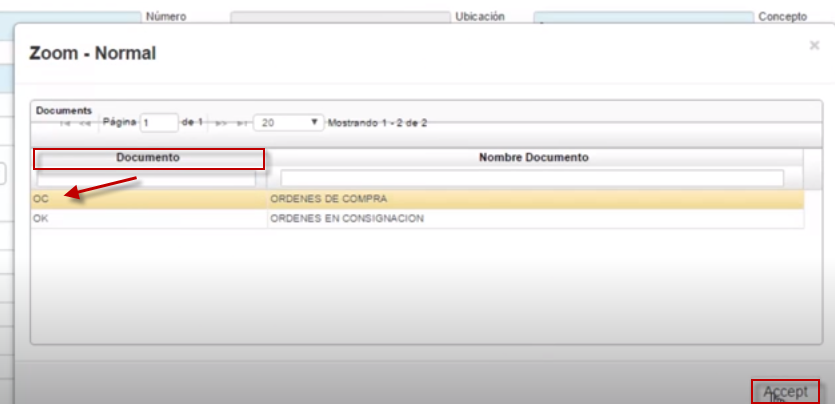 Número Ubicación Concepto
Zoom - Normal ×
Documents
Página 1 de 1 20 Mostrando 1 - 2 de 2
Documento Nombre Documento
OC ORDENES DE COMPRA
OK ORDENES EN CONSIGNACION
Accept